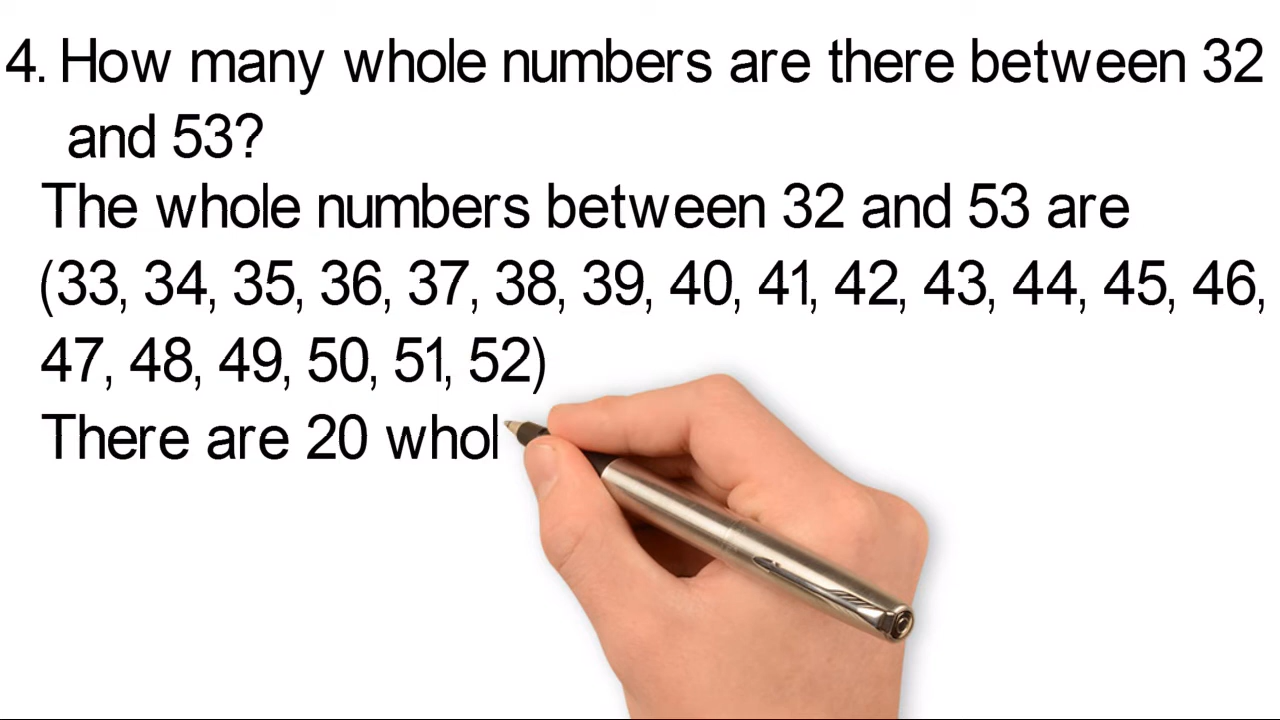 4. How many whole numbers are there between 32
and 53?
The whole numbers between 32 and 53 are
(33, 34, 35, 36, 37, 38, 39, 40, 41, 42, 43, 44, 45, 46,
47, 48, 49, 50, 51, 52)
There are 20 whol